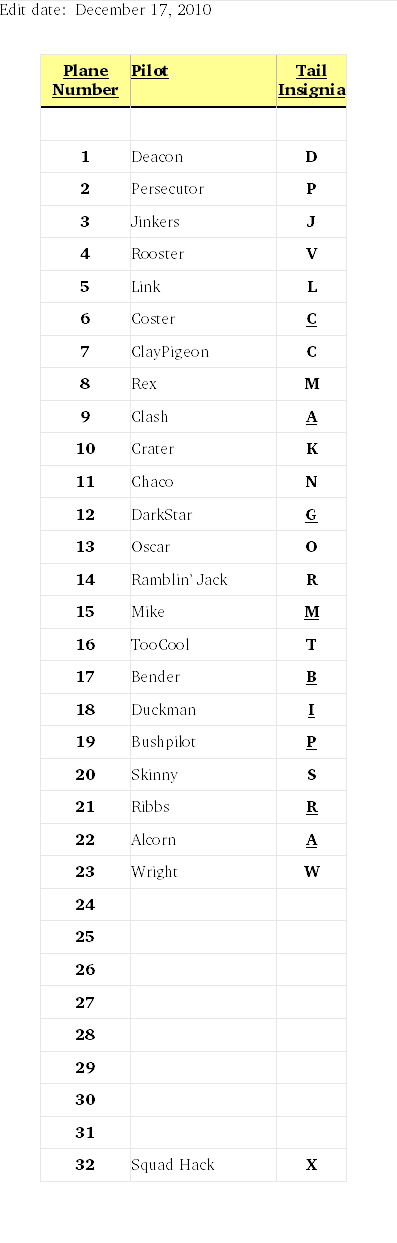 Edit date:  December 17, 2010
Plane Number Pilot Tail Insignia
1 Deacon D
2 Persecutor P
3 Jinkers J
4 Rooster V
5 Link L
6 Coster C
7 ClayPigeon C
8 Rex M
9 Clash A
10 Crater K
11 Chaco N
12 DarkStar G
13 Oscar O
14 Ramblin' Jack R
15 Mike M
16 TooCool T
17 Bender B
18 Duckman I
19 Bushpilot P
20 Skinny S
21 Ribbs R
22 Alcorn A
23 Wright W
24
25
26
27
28
29
30
31
32 Squad Hack X